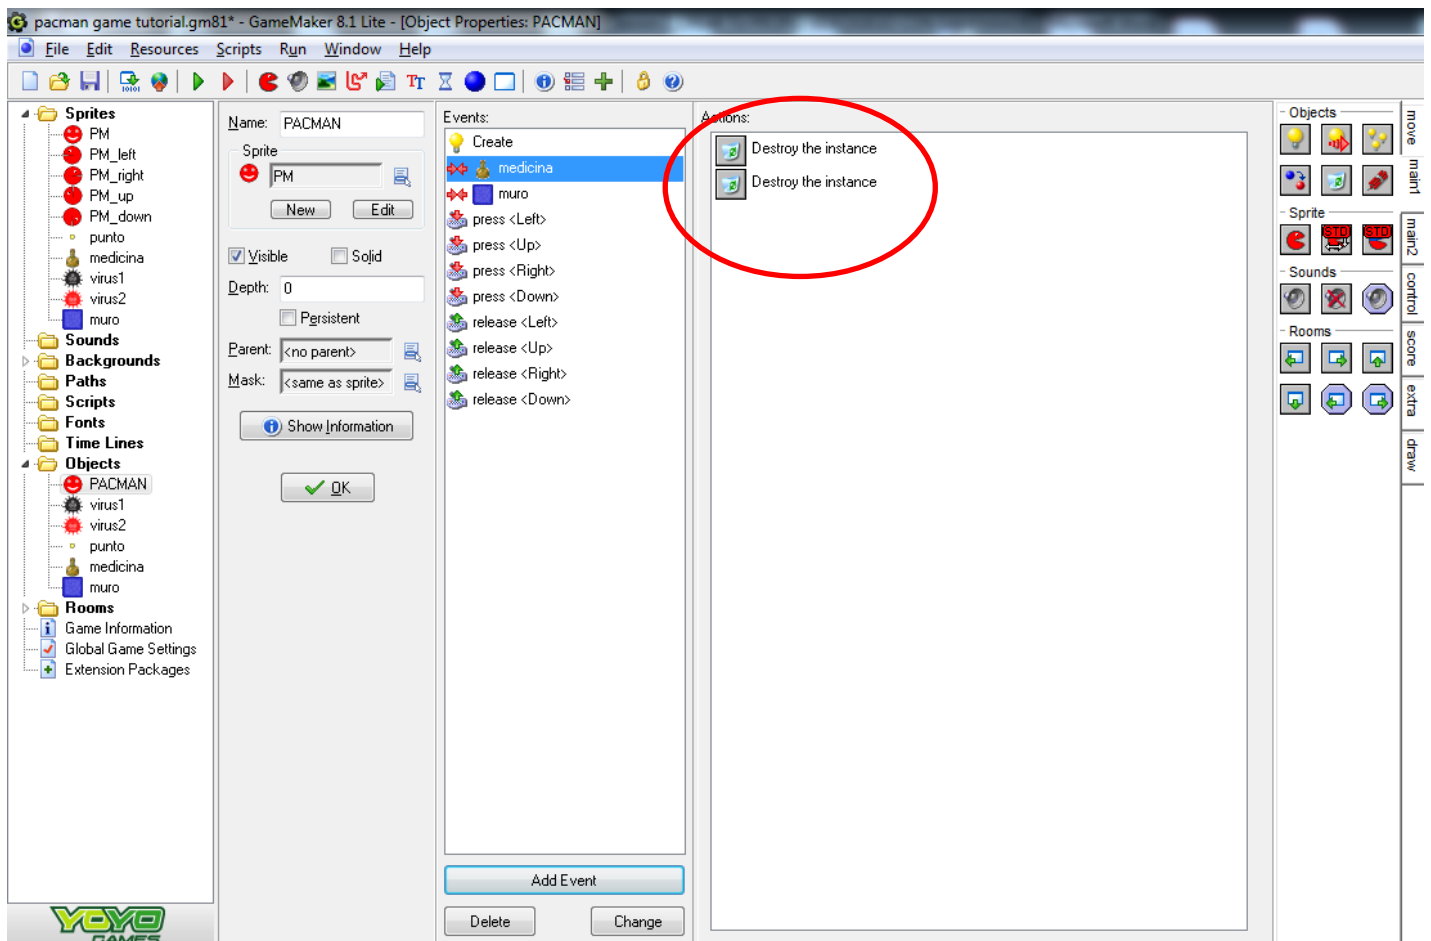 pacman game tutorial.gm81* - GameMaker 8.1 Lite - [Object Properties: PACMAN]
File Edit Resources Scripts Run Window Help
Sprites
PM
PM_left
PM_right
PM_up
PM_down
punto
medicina
virus1
virus2
muro
Sounds
Backgrounds
Paths
Scripts
Fonts
Time Lines
Objects
PACMAN
virus1
virus2
punto
medicina
muro
Rooms
Game Information
Global Game Settings
Extension Packages
YOYO
GAMES
Name: PACMAN
Sprite
PM
New Edit
Visible Solid
Depth: 0
Persistent
Parent: <no parent>
Mask: <same as sprite>
Show Information
OK
Events:
Create
medicina
muro
press <Left>
press <Up>
press <Right>
press <Down>
release <Left>
release <Up>
release <Right>
release <Down>
Add Event
Delete Change
Actions:
Destroy the instance
Destroy the instance
Objects
Sprite
STD STD
Sounds
Rooms
move
main1
main2
control
score
extra
draw